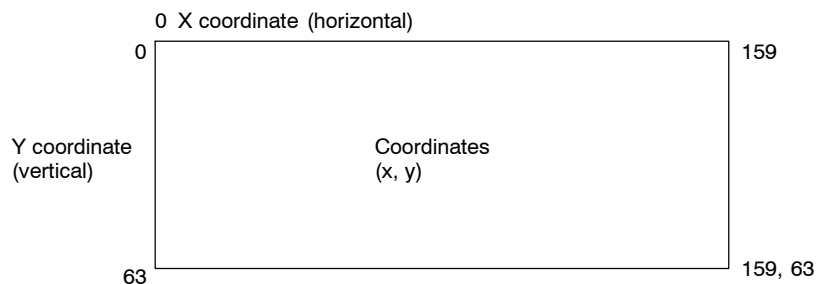 0 X coordinate (horizontal)
0
159
Y coordinate
(vertical)
Coordinates
(x, y)
63
159, 63